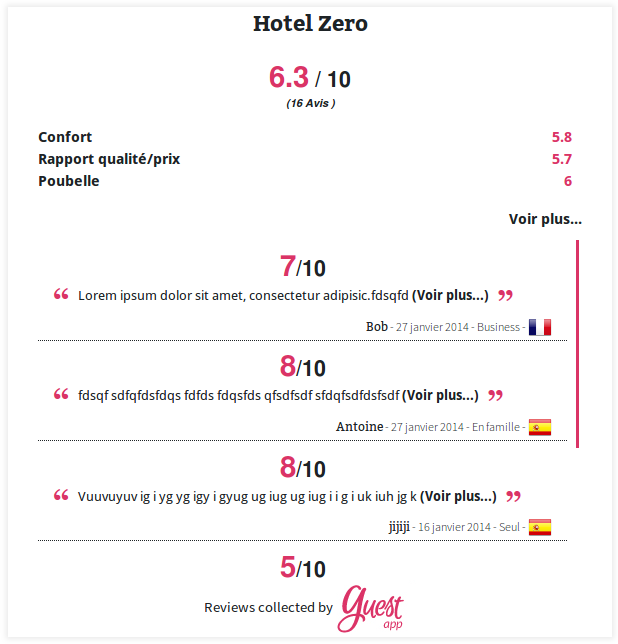 Hotel Zero
6.3 / 10
(16 Avis )
Confort 5.8
Rapport qualité/prix 5.7
Poubelle 6
Voir plus...
7/10
“ Lorem ipsum dolor sit amet, consectetur adipisic.fdsqfd (Voir plus...) ”
Bob - 27 janvier 2014 - Business -
8/10
“ fdsqf sdfqfdsfdqs fdfds fdqsfds qfsdfsdf sfdqfsdfdsfsdf (Voir plus...) ”
Antoine - 27 janvier 2014 - En famille -
8/10
“ Vuuvuyuv ig i yg yg igy i gyug ug iug ug iug i i g i uk iuh jg k (Voir plus...) ”
jijiji - 16 janvier 2014 - Seul -
5/10
Reviews collected by guest app